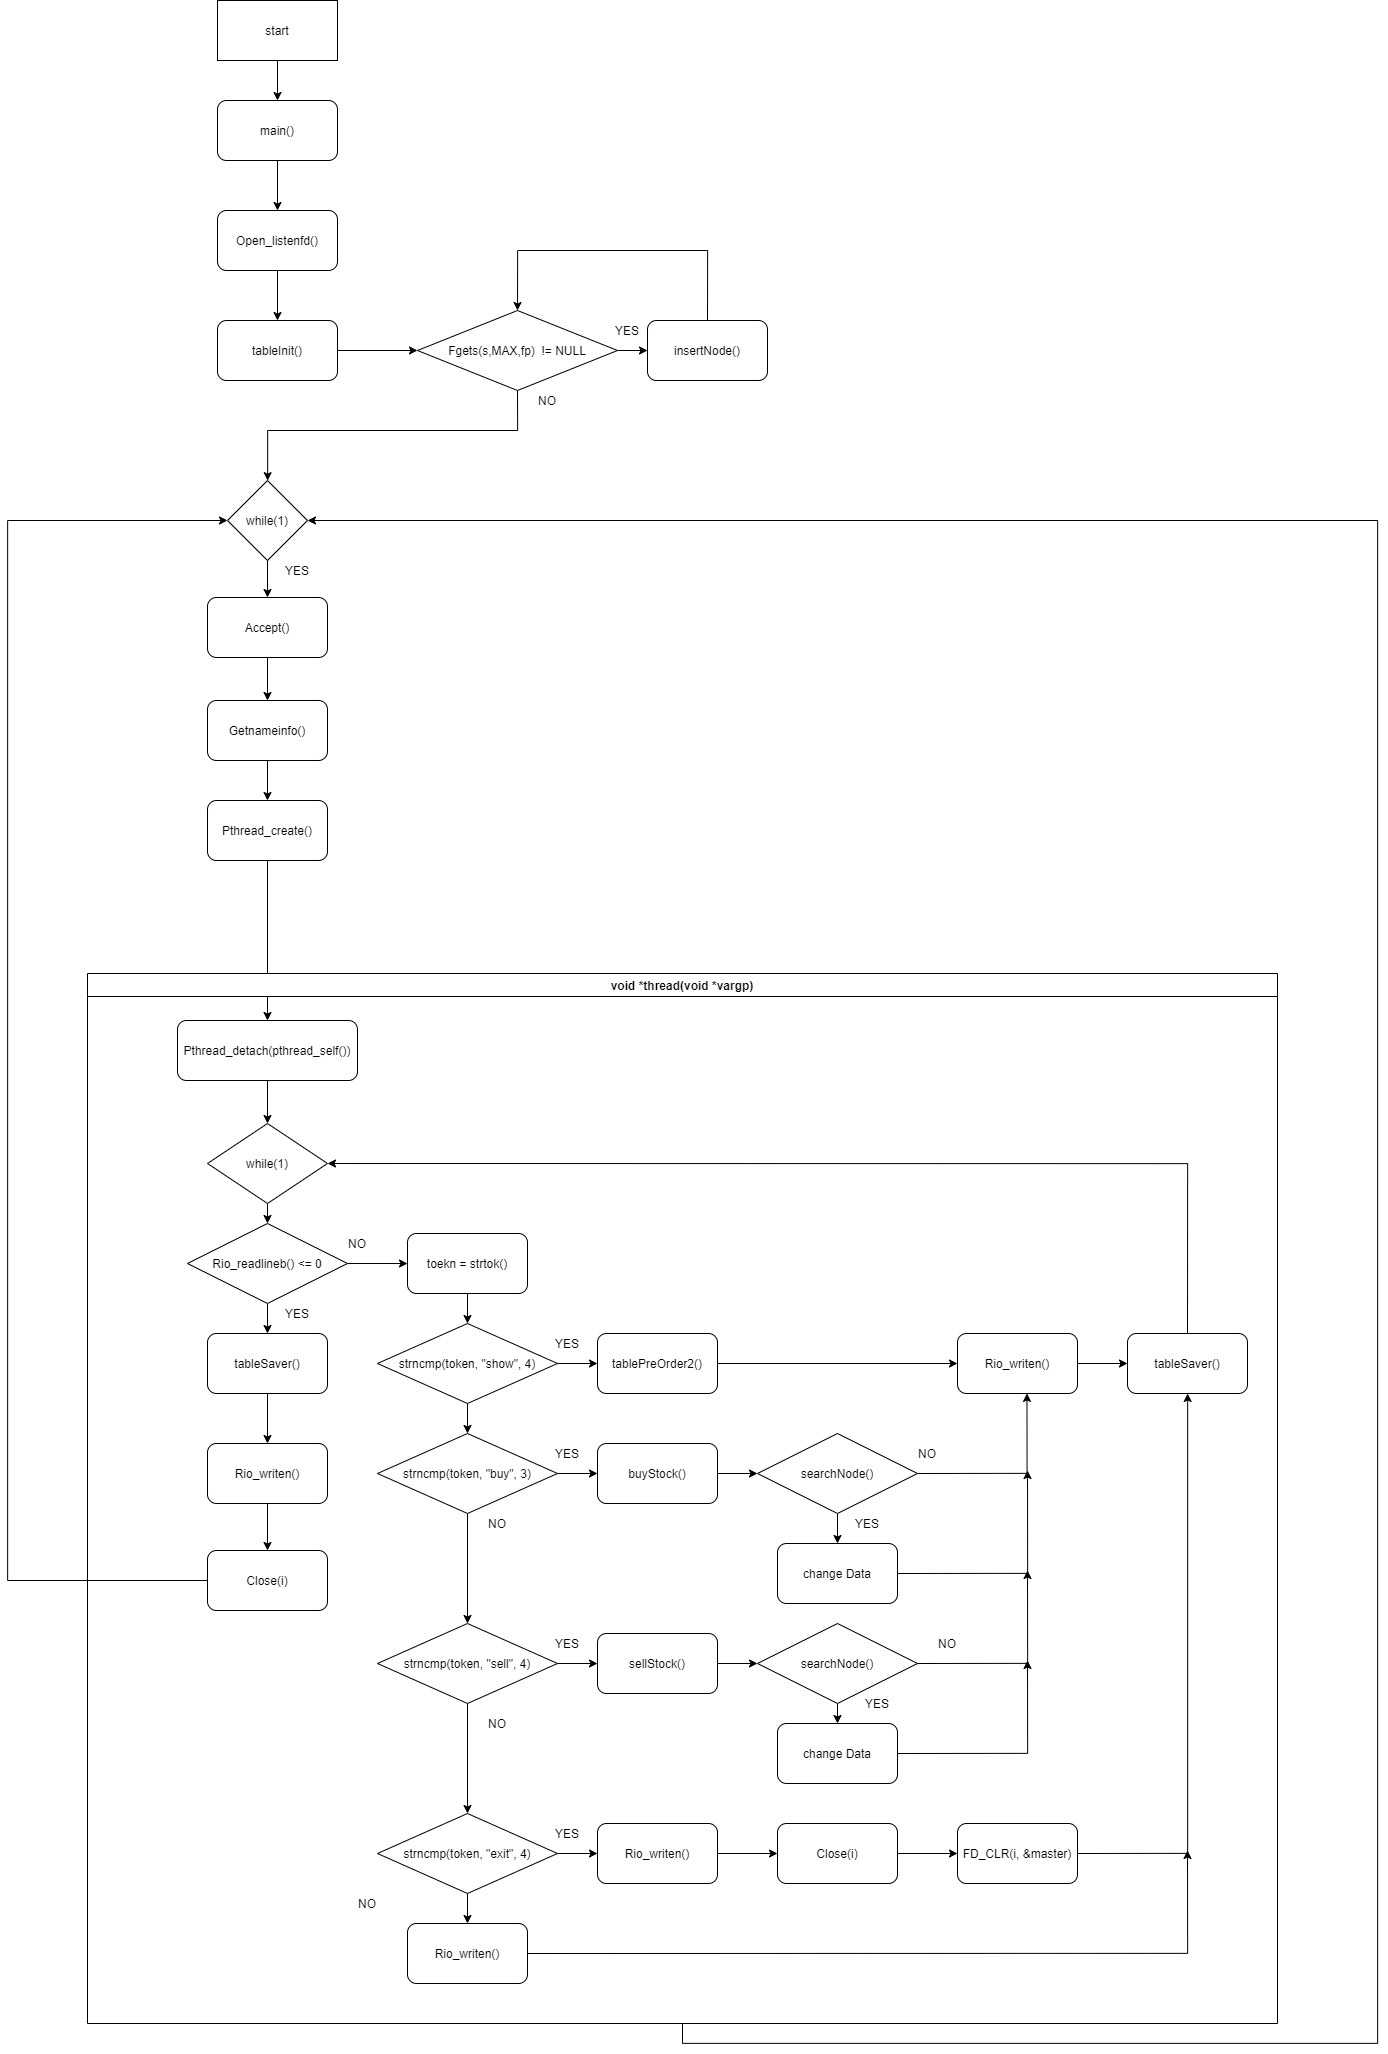 start
main()
Open_listenfd()
tableInit()
Fgets(s,MAX,fp)  != NULL
YES
insertNode()
NO
while(1)
YES
Accept()
Getnameinfo()
Pthread_create()
void *thread(void *vargp)
Pthread_detach(pthread_self())
while(1)
Rio_readlineb() <= 0
NO
toekn = strtok()
YES
tableSaver()
Rio_writen()
Close(i)
strncmp(token, "show", 4)
YES
tablePreOrder2()
Rio_writen()
tableSaver()
strncmp(token, "buy", 3)
YES
buyStock()
searchNode()
NO
YES
change Data
NO
strncmp(token, "sell", 4)
YES
sellStock()
searchNode()
NO
YES
change Data
NO
strncmp(token, "exit", 4)
YES
Rio_writen()
Close(i)
FD_CLR(i, &master)
NO
Rio_writen()